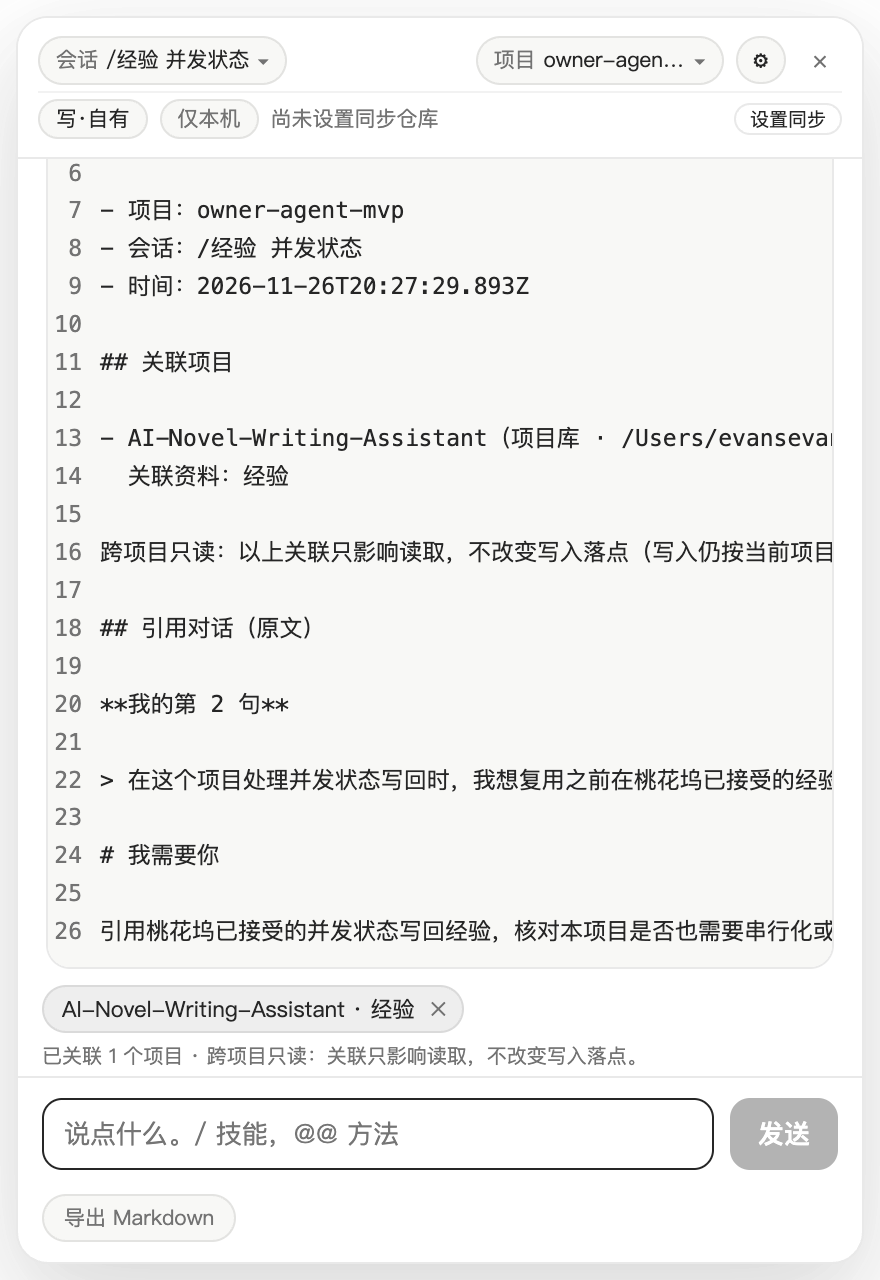 会话 /经验 并发状态 项目 owner-agen... ×
写·自有 仅本机 尚未设置同步仓库 设置同步
6
7 - 项目：owner-agent-mvp
8 - 会话：/经验 并发状态
9 - 时间：2026-11-26T20:27:29.893Z
10
11 ## 关联项目
12
13 - AI-Novel-Writing-Assistant（项目库 · /Users/evansevan
14 关联资料：经验
15
16 跨项目只读：以上关联只影响读取，不改变写入落点（写入仍按当前项目
17
18 ## 引用对话（原文）
19
20 **我的第 2 句**
21
22 > 在这个项目处理并发状态写回时，我想复用之前在桃花坞已接受的经验
23
24 # 我需要你
25
26 引用桃花坞已接受的并发状态写回经验，核对本项目是否也需要串行化或
AI-Novel-Writing-Assistant · 经验 ×
已关联 1 个项目 · 跨项目只读：关联只影响读取，不改变写入落点。
说点什么。/ 技能，@@ 方法 发送
导出 Markdown